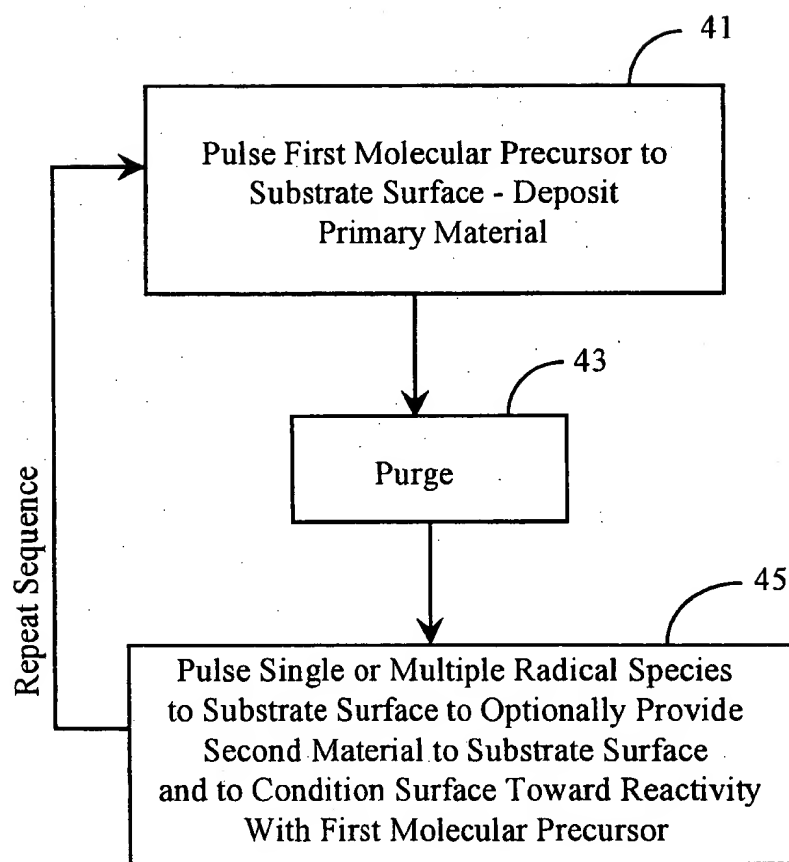 41
Pulse First Molecular Precursor to
Substrate Surface - Deposit
Primary Material
43
Purge
Repeat Sequence
45
Pulse Single or Multiple Radical Species
to Substrate Surface to Optionally Provide
Second Material to Substrate Surface
and to Condition Surface Toward Reactivity
With First Molecular Precursor